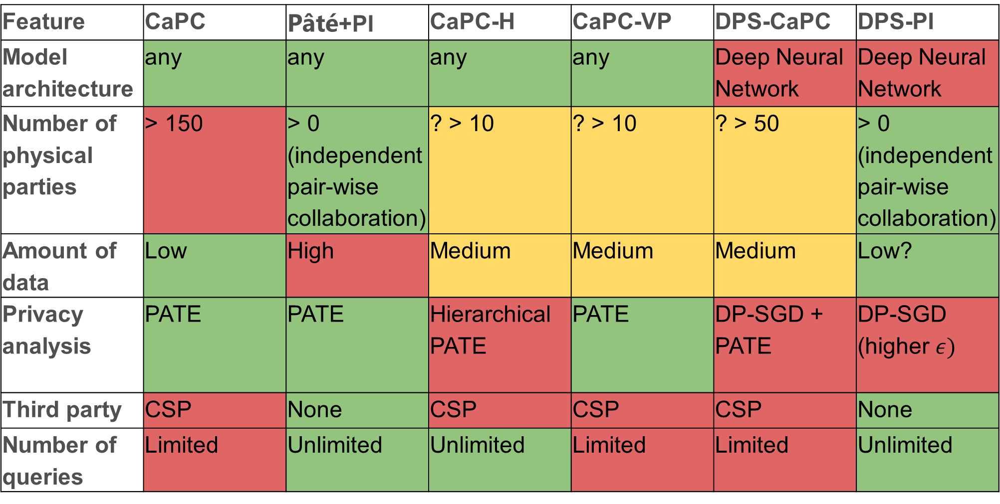 Feature CaPC Pâté+PI CaPC-H CaPC-VP DPS-CaPC DPS-PI
Model any any any any Deep Neural Deep Neural
architecture Network Network
Number of > 150 > 0 ? > 10 ? > 10 ? > 50 > 0
physical (independent (independent
parties pair-wise pair-wise
collaboration) collaboration)
Amount of Low High Medium Medium Medium Low?
data
Privacy PATE PATE Hierarchical PATE DP-SGD + DP-SGD
analysis PATE PATE (higher ϵ)
Third party CSP None CSP CSP CSP None
Number of Limited Unlimited Unlimited Limited Limited Unlimited
queries